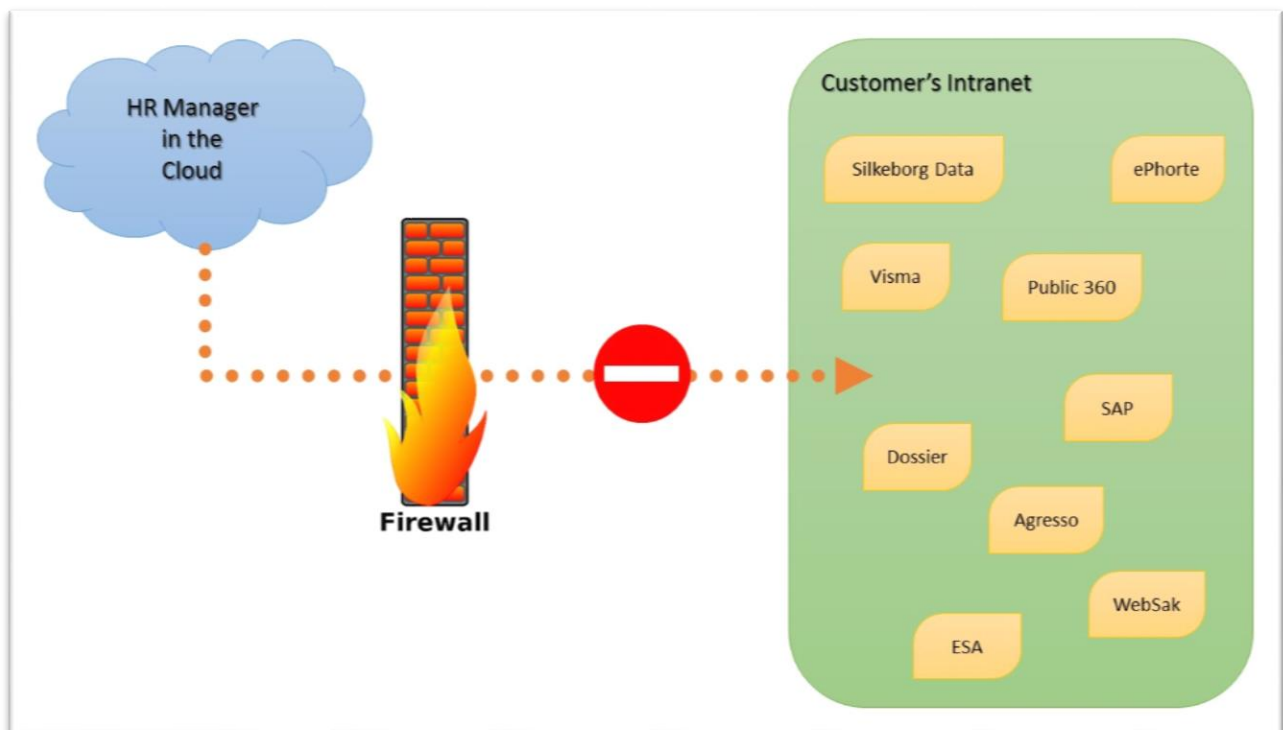 HR Manager
in the
Cloud
Firewall
Customer's Intranet
Silkeborg Data
ePhorte
Visma
Public 360
SAP
Dossier
Agresso
WebSak
ESA